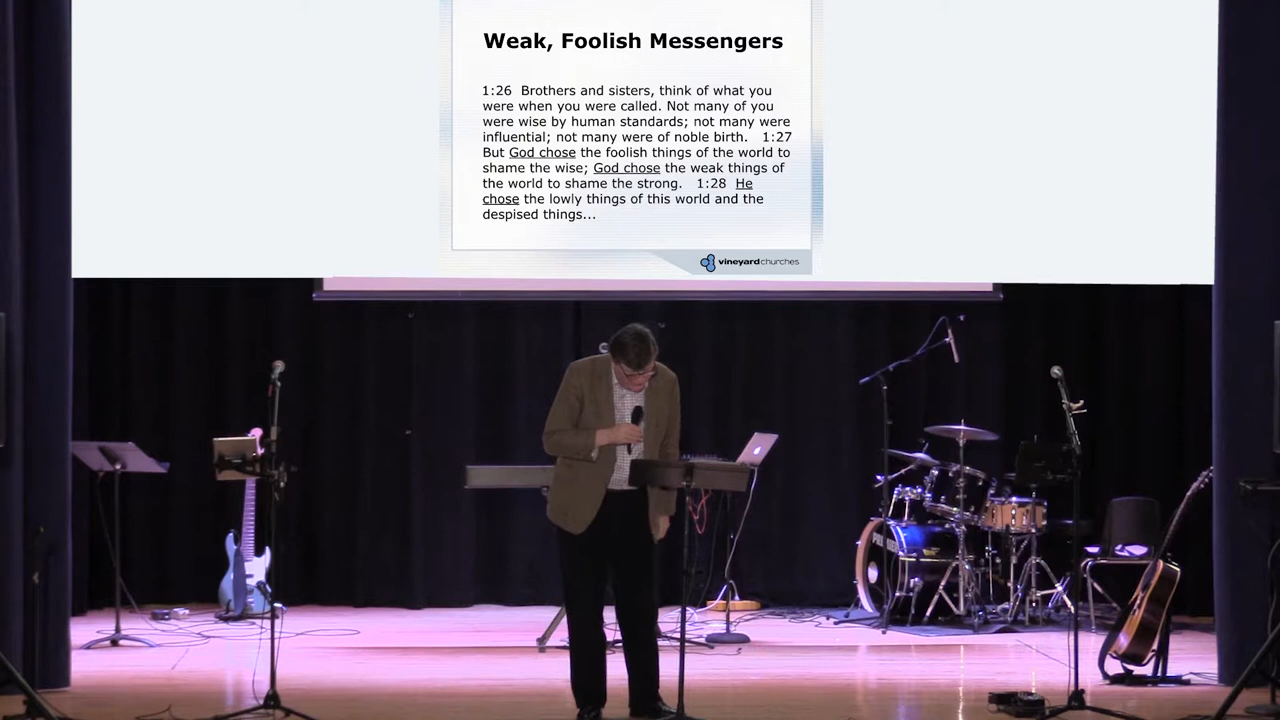 Weak, Foolish Messengers
1:26 Brothers and sisters, think of what you
were when you were called. Not many of you
were wise by human standards; not many were
influential; not many were of noble birth. 1:27
But God chose the foolish things of the world to
shame the wise; God chose the weak things of
the world to shame the strong. 1:28 He
chose the lowly things of this world and the
despised things...
vineyardchurches